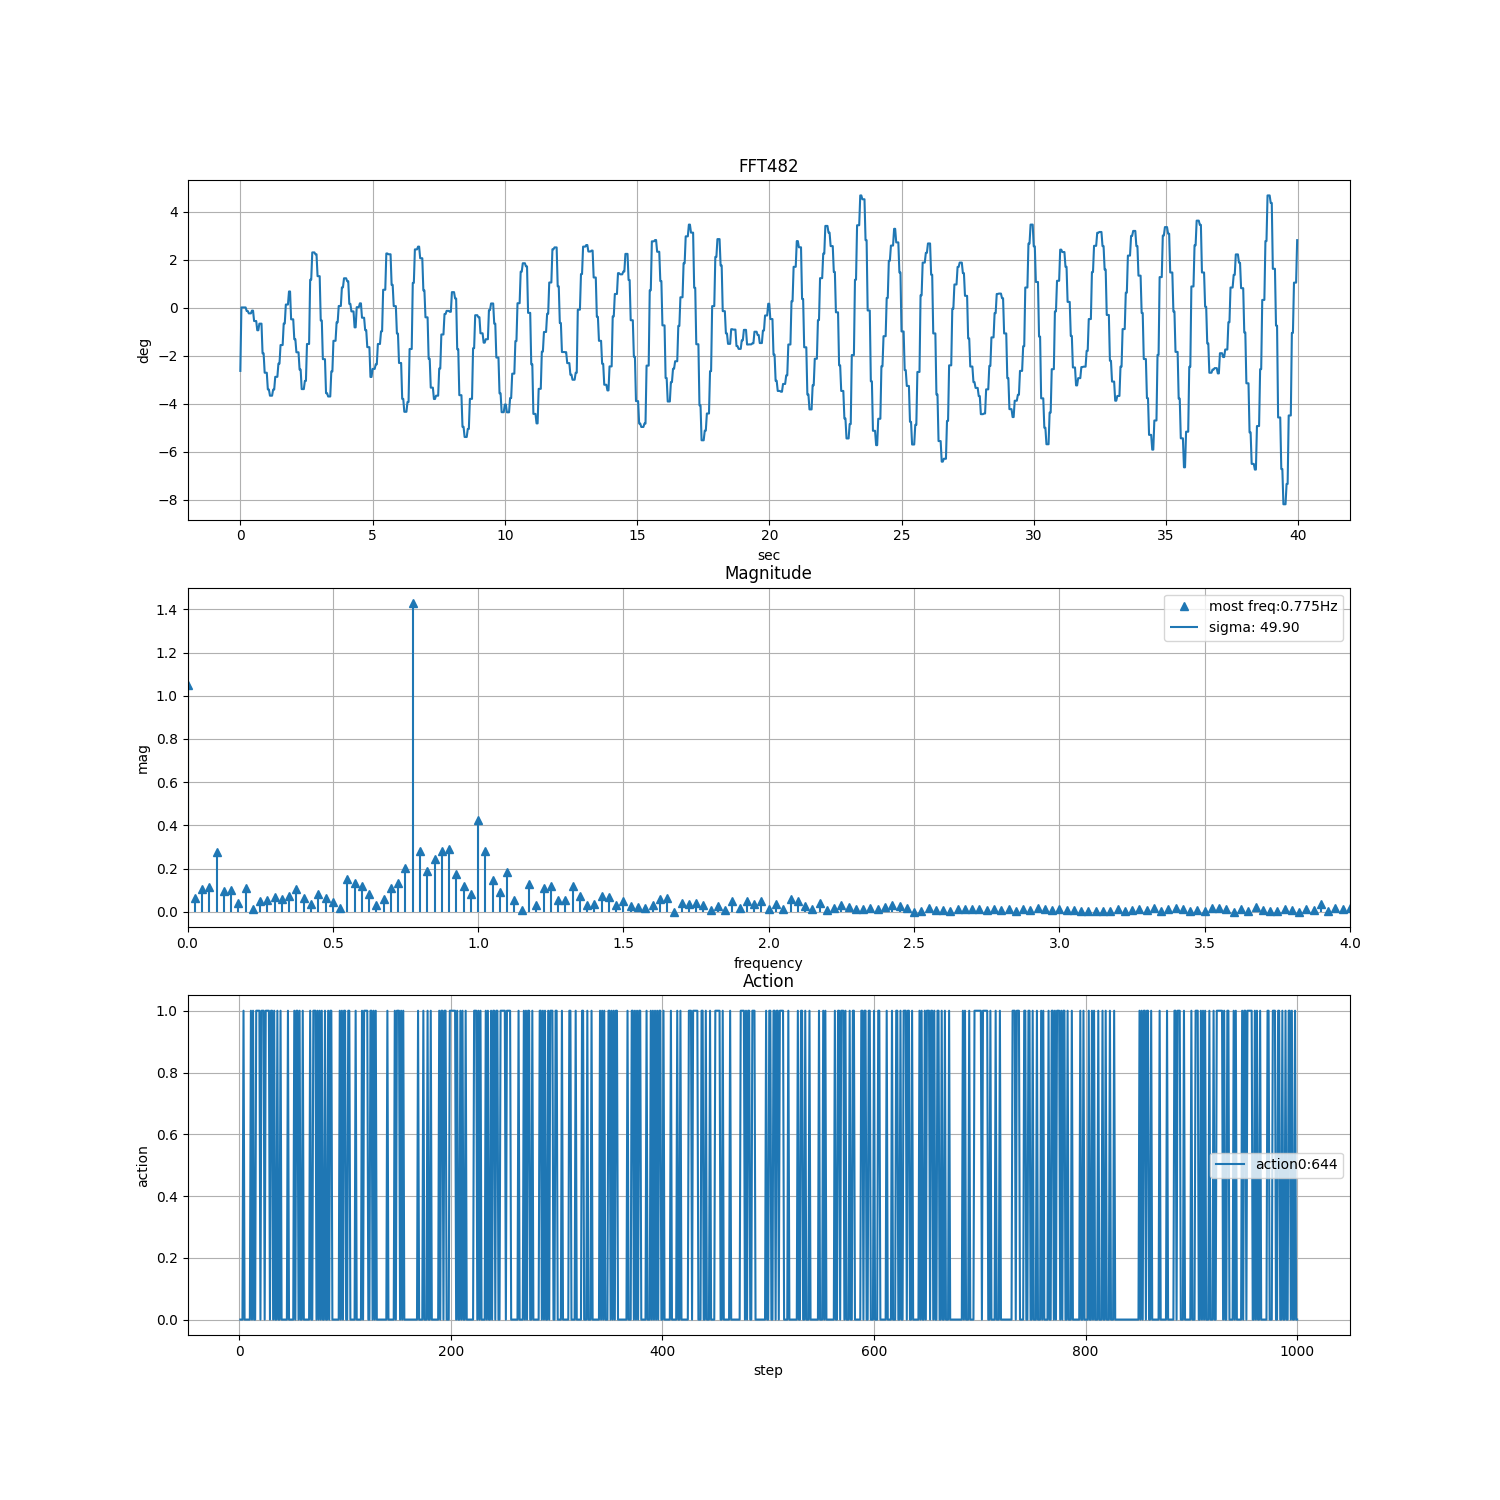 FFT482
4
2
0
−2
−4
−6
−8
deg
0 5 10 15 20 25 30 35 40
sec
Magnitude
1.4
1.2
1.0
0.8
0.6
0.4
0.2
0.0
mag
most freq:0.775Hz
sigma: 49.90
0.0 0.5 1.0 1.5 2.0 2.5 3.0 3.5 4.0
frequency
Action
1.0
0.8
0.6
0.4
0.2
0.0
action
action0:644
0 200 400 600 800 1000
step